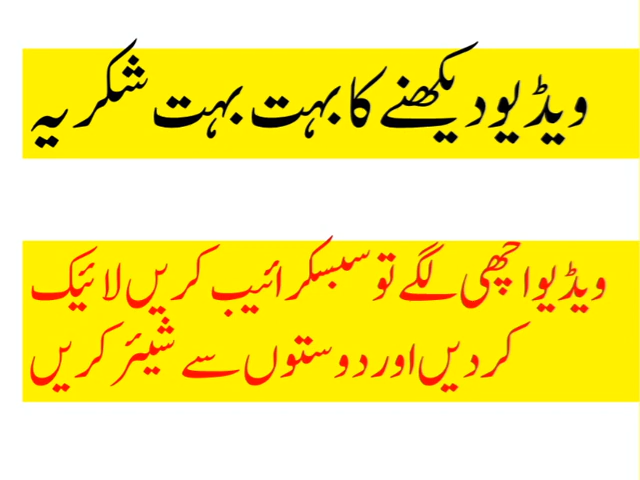 ویڈیو دیکھنے کا بہت بہت شکریہ
ویڈیو اچھی لگے تو سبسکرائیب کریں لائیک
کردیں اور دوستوں سے شیئر کریں